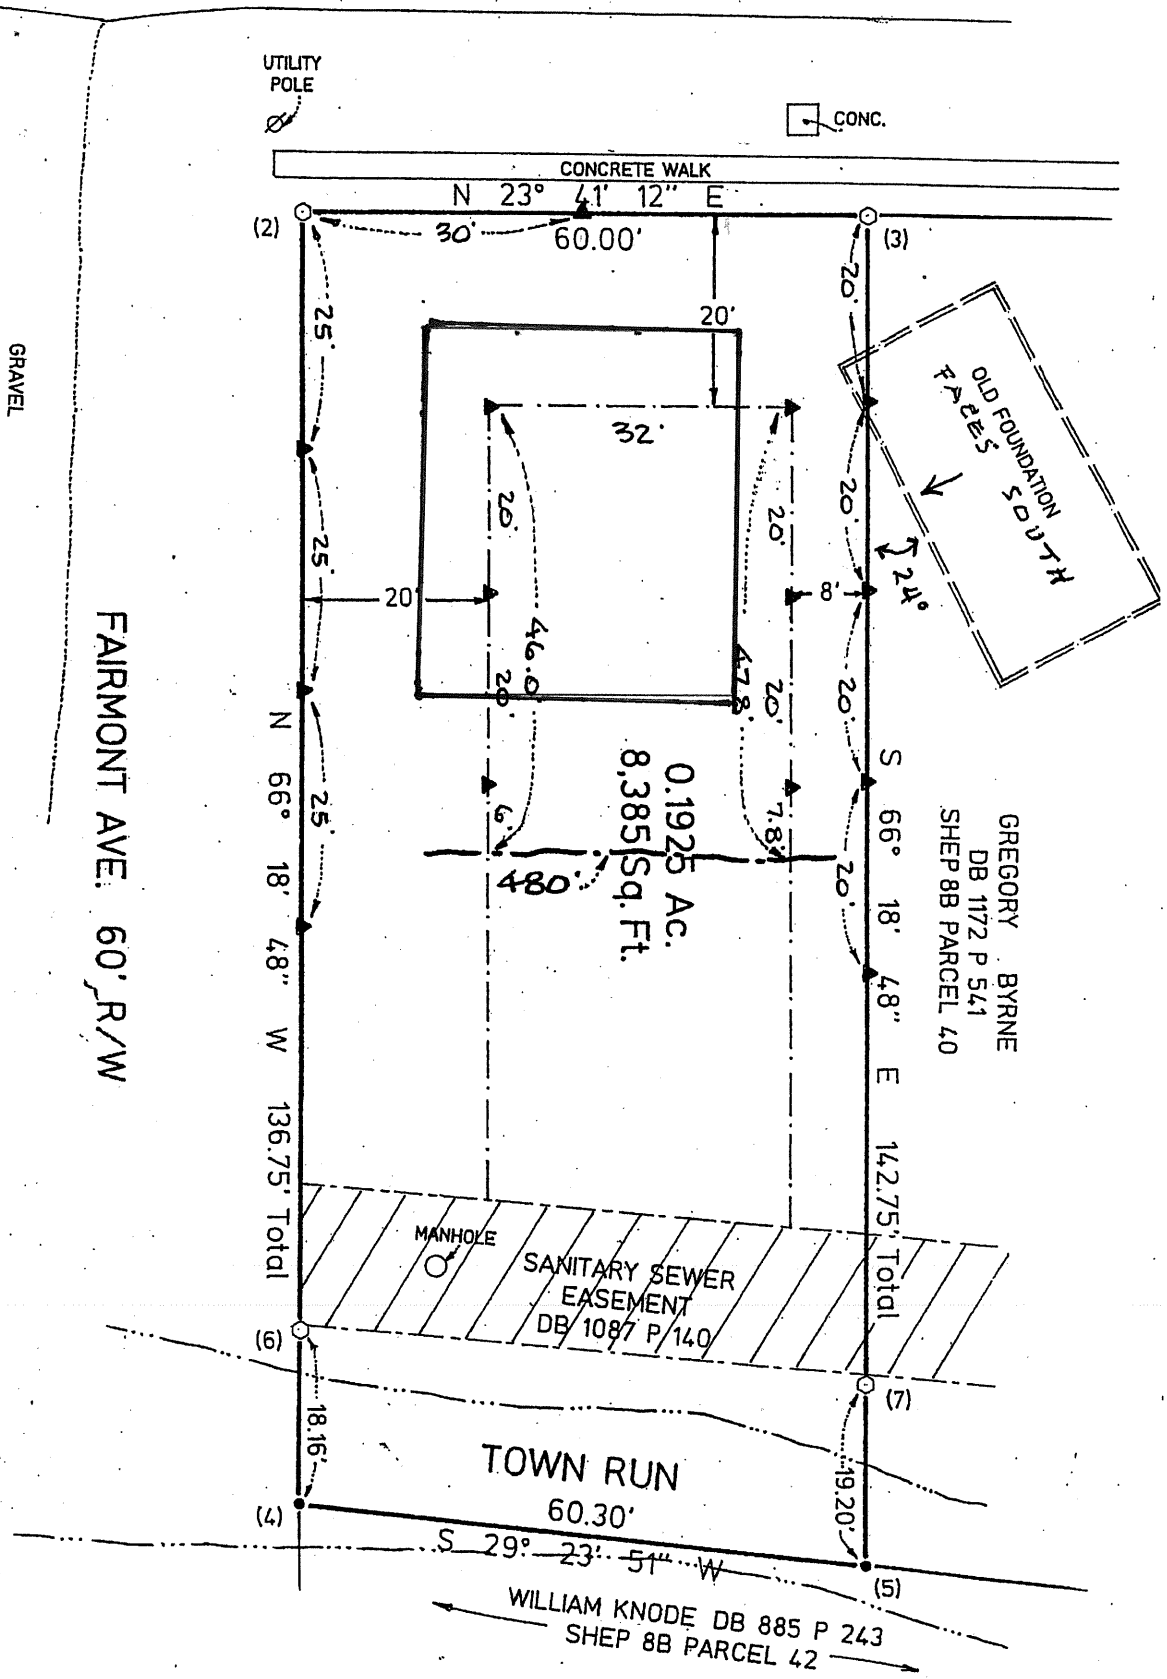 UTILITY
POLE
CONC.
CONCRETE WALK
N 23° 41' 12" E
(2)
30'
60.00'
(3)
20'
20'
25'
32'
OLD FOUNDATION
FACES SOUTH
GRAVEL
20'
20'
20'
24°
25'
20'
8'
46.0'
47.8'
20'
20'
20'
25'
6'
7.8'
20'
480'
0.1925 Ac.
8,385 Sq. Ft.
FAIRMONT AVE. 60' R/W
N 66° 18' 48" W 136.75' Total
S 66° 18' 48" E 142.75' Total
GREGORY BYRNE
DB 1172 P 541
SHEP 8B PARCEL 40
MANHOLE
SANITARY SEWER
EASEMENT
DB 1087 P 140
(6)
(7)
18.16'
19.20'
TOWN RUN
60.30'
(4)
S 29° 23' 51" W
(5)
WILLIAM KNODE DB 885 P 243
SHEP 8B PARCEL 42